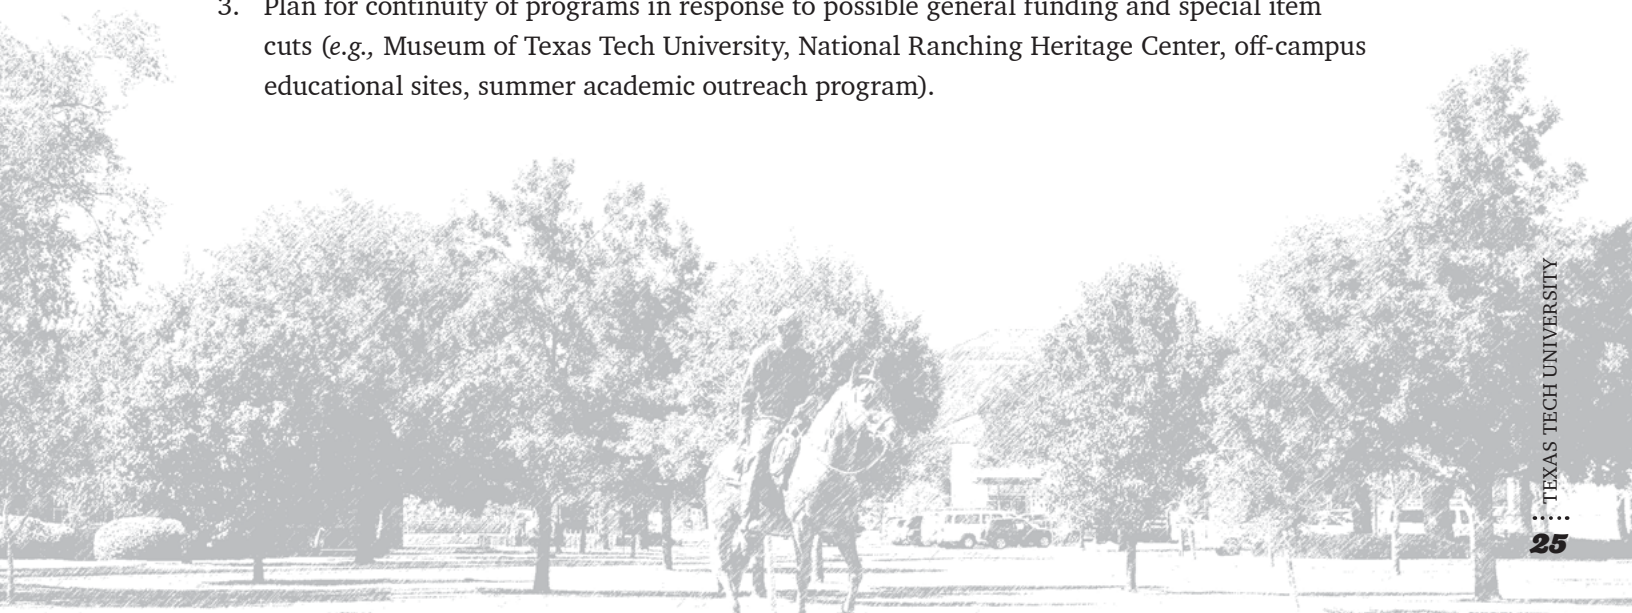 3. Plan for continuity of programs in response to possible general funding and special item
cuts (e.g., Museum of Texas Tech University, National Ranching Heritage Center, off-campus
educational sites, summer academic outreach program).
TEXAS TECH UNIVERSITY
25